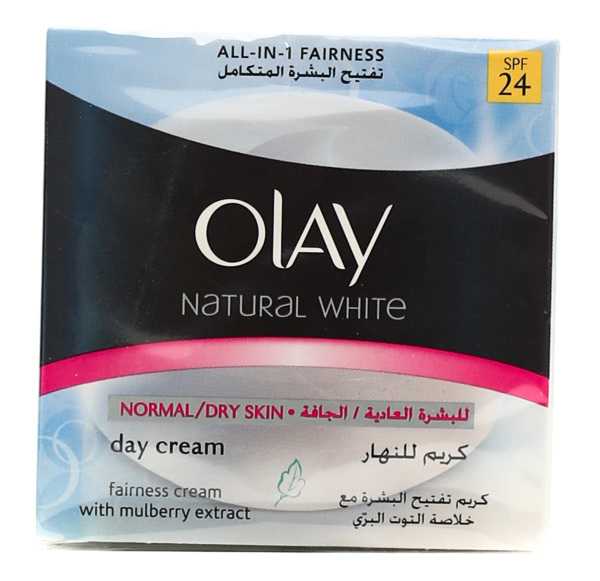 ALL-IN-1 FAIRNESS
تفتيح البشرة المتكامل
SPF
24
OLAY
NATURAL WHITE
NORMAL/DRY SKIN • للبشرة العادية / الجافة
day cream
كريم للنهار
fairness cream
with mulberry extract
كريم تفتيح البشرة مع
خلاصة التوت البرّي